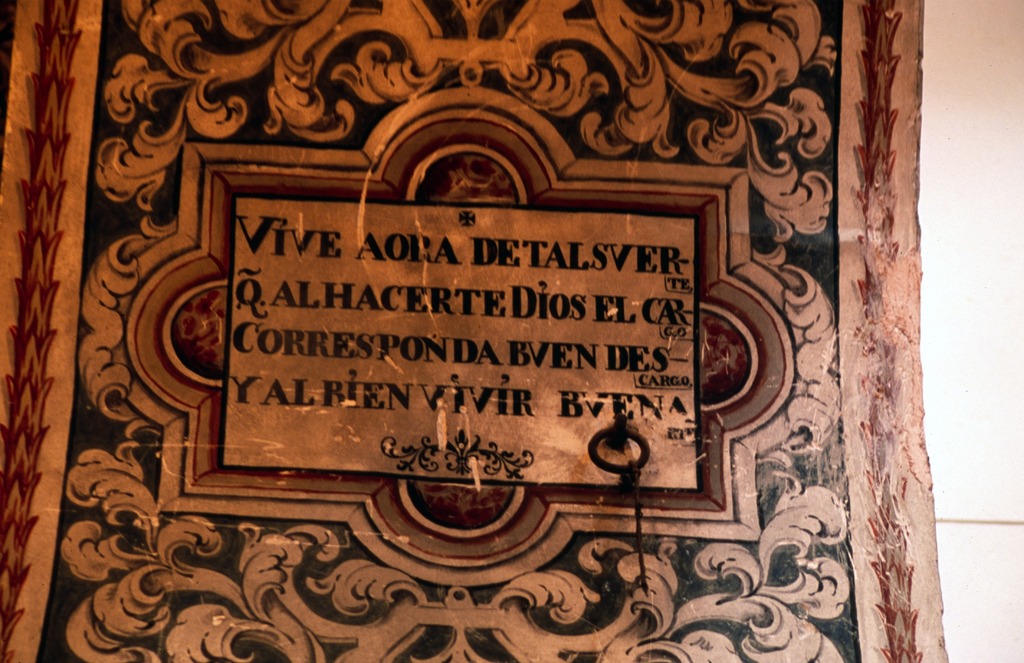 VIVE AORA DE TAL SVER-
TE,
Q̃. AL HACERTE DIOS EL CAR-
GO
CORRESPONDA BVEN DES-
CARGO,
Y AL BIEN VIVIR BVENA